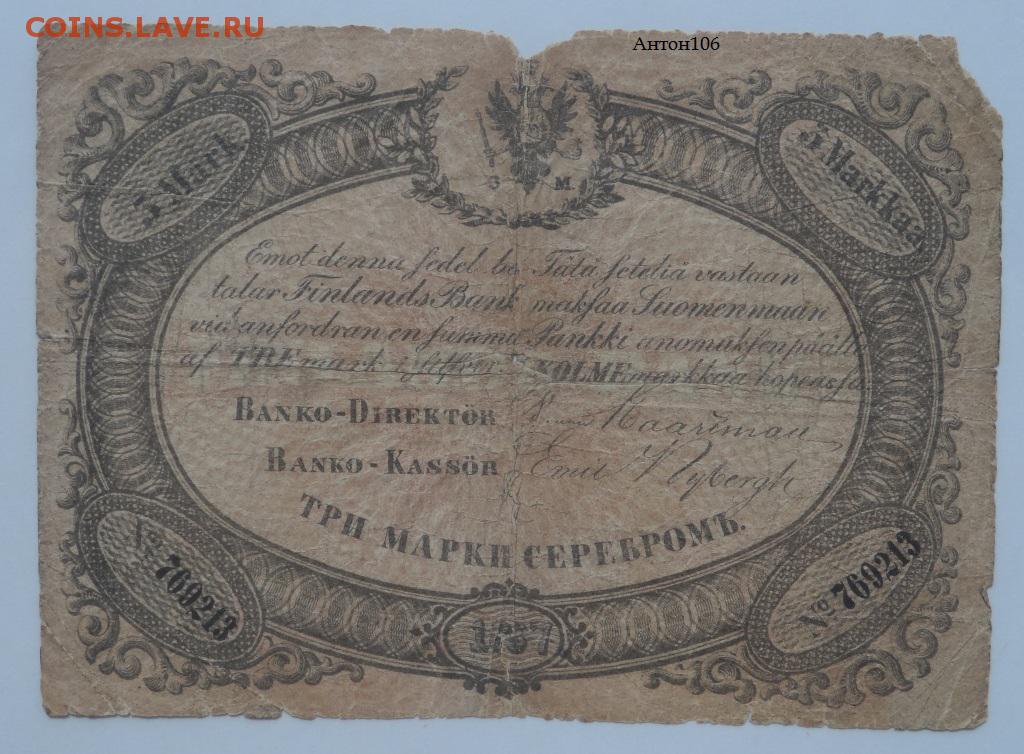 COINS.LAVE.RU
Антон106
3 Mark
3 Markkaa
3 M.
Emot denna sedel be-
talar Finlands Bank
vid anfordran en summa
af TRE mark i silfver.
Tätä seteliä vastaan
maksaa Suomenmaan
Pankki anomuksen päälle
KOLME markkaa hopeassa
BANKO-DIREKTÖR
BANKO-KASSÖR
Emil Nybergh
ТРИ МАРКИ СЕРЕБРОМЪ.
No 769213
No 769213